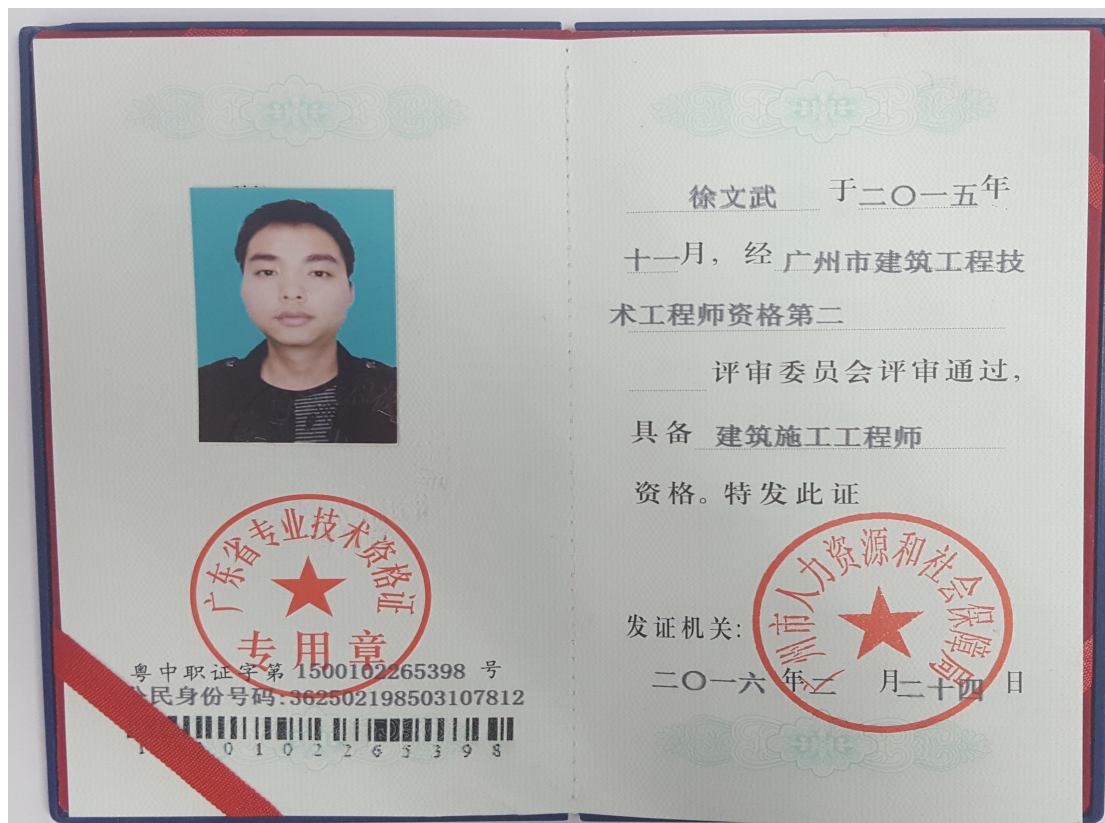 广东省专业技术资格证
专用章
粤中职证字第 1500102265398 号
公民身份号码:362502198503107812
徐文武 于二〇一五年
十一月, 经 广州市建筑工程技
术工程师资格第二
评审委员会评审通过,
具备 建筑施工工程师
资格。特发此证
广州市人力资源和社会保障局
发证机关:
二〇一六 年 二 月 二十四 日